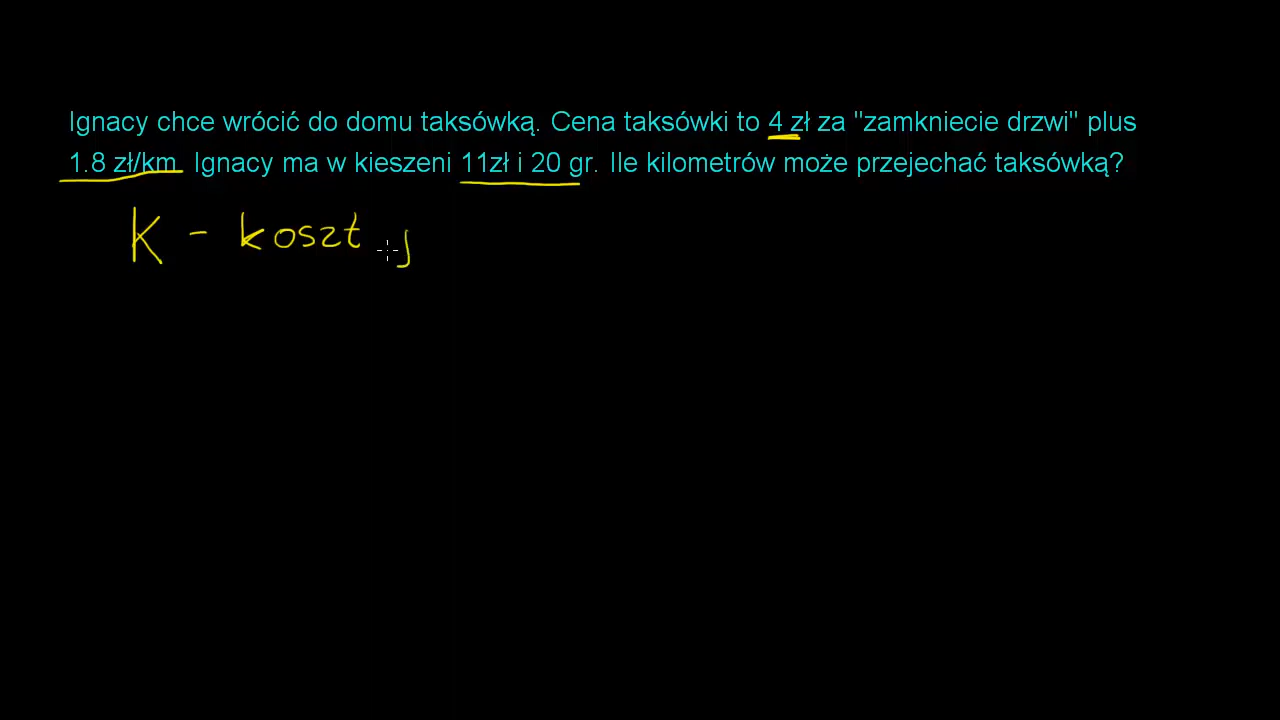 Ignacy chce wrócić do domu taksówką. Cena taksówki to 4 zł za "zamkniecie drzwi" plus
1.8 zł/km. Ignacy ma w kieszeni 11zł i 20 gr. Ile kilometrów może przejechać taksówką?
K - koszt j